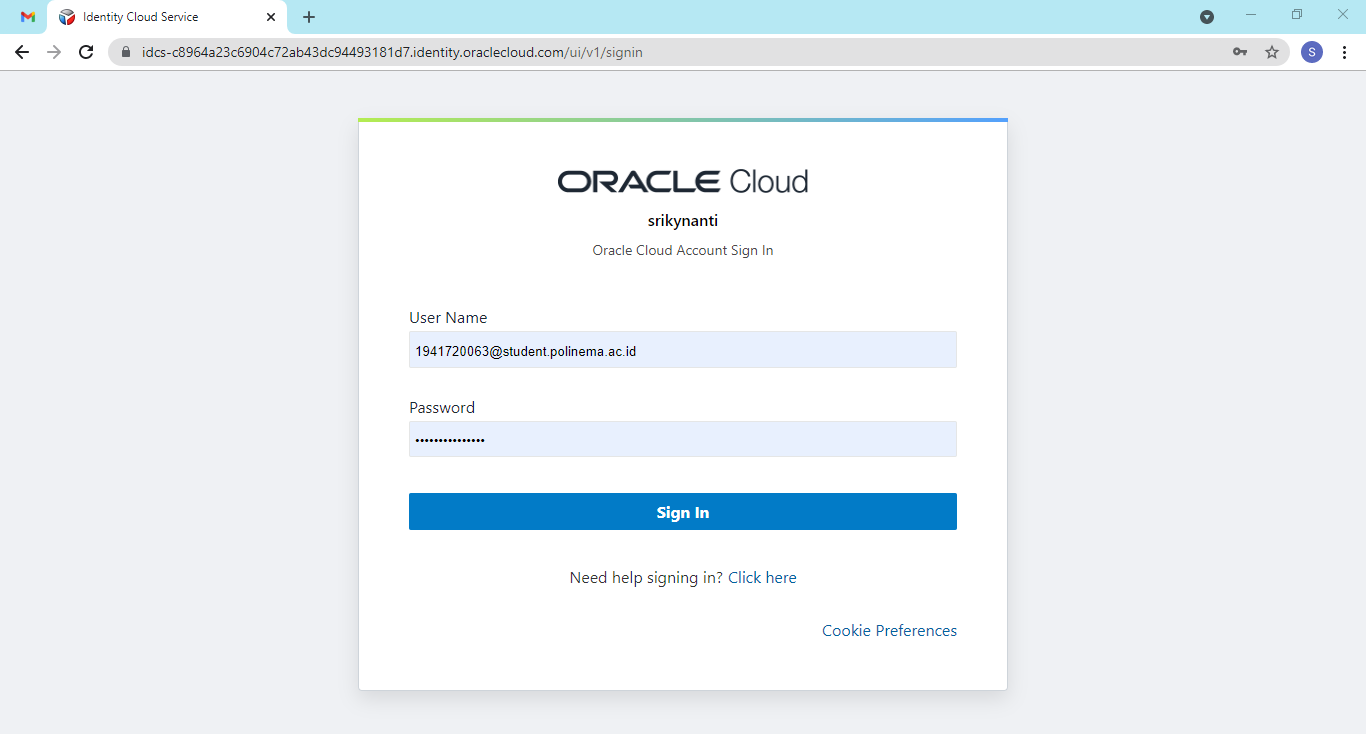 Identity Cloud Service
idcs-c8964a23c6904c72ab43dc94493181d7.identity.oraclecloud.com/ui/v1/signin
S
ORACLE Cloud
srikynanti
Oracle Cloud Account Sign In
User Name
1941720063@student.polinema.ac.id
Password
•••••••••••••••
Sign In
Need help signing in? Click here
Cookie Preferences